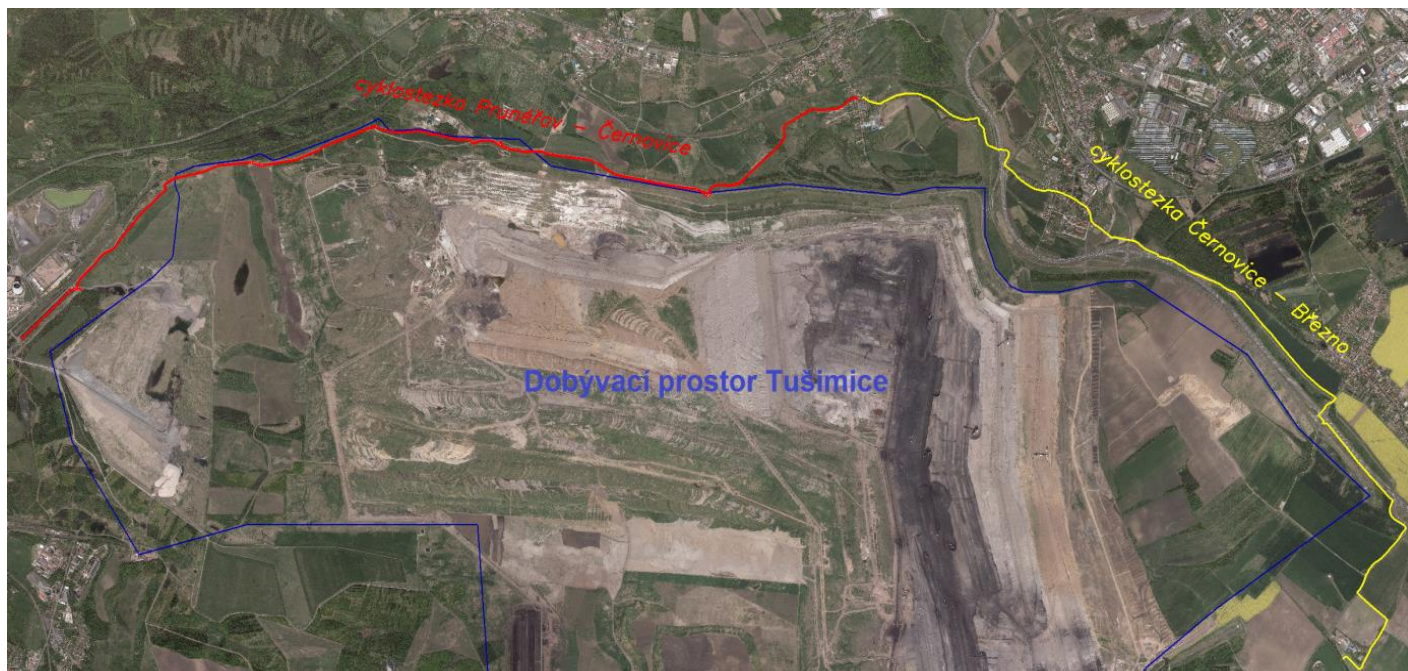 cyklostezka Prunéřov - Černovice
cyklostezka Černovice - Březno
Dobývací prostor Tušimice